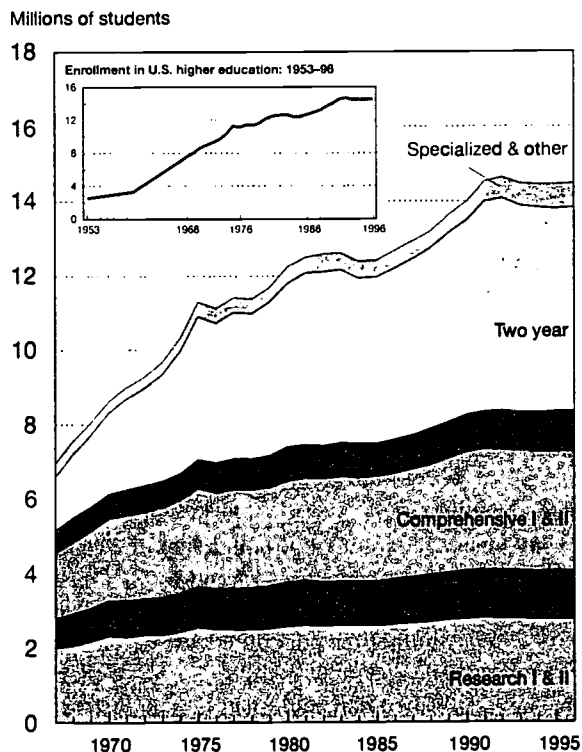 Millions of students
18
Enrollment in U.S. higher education: 1953–96
16
12
8
4
0
1953 1968 1976 1986 1996
16
Specialized & other
14
12
Two year
10
8
6
Comprehensive I & II
4
2
Research I & II
0
1970 1975 1980 1985 1990 1995